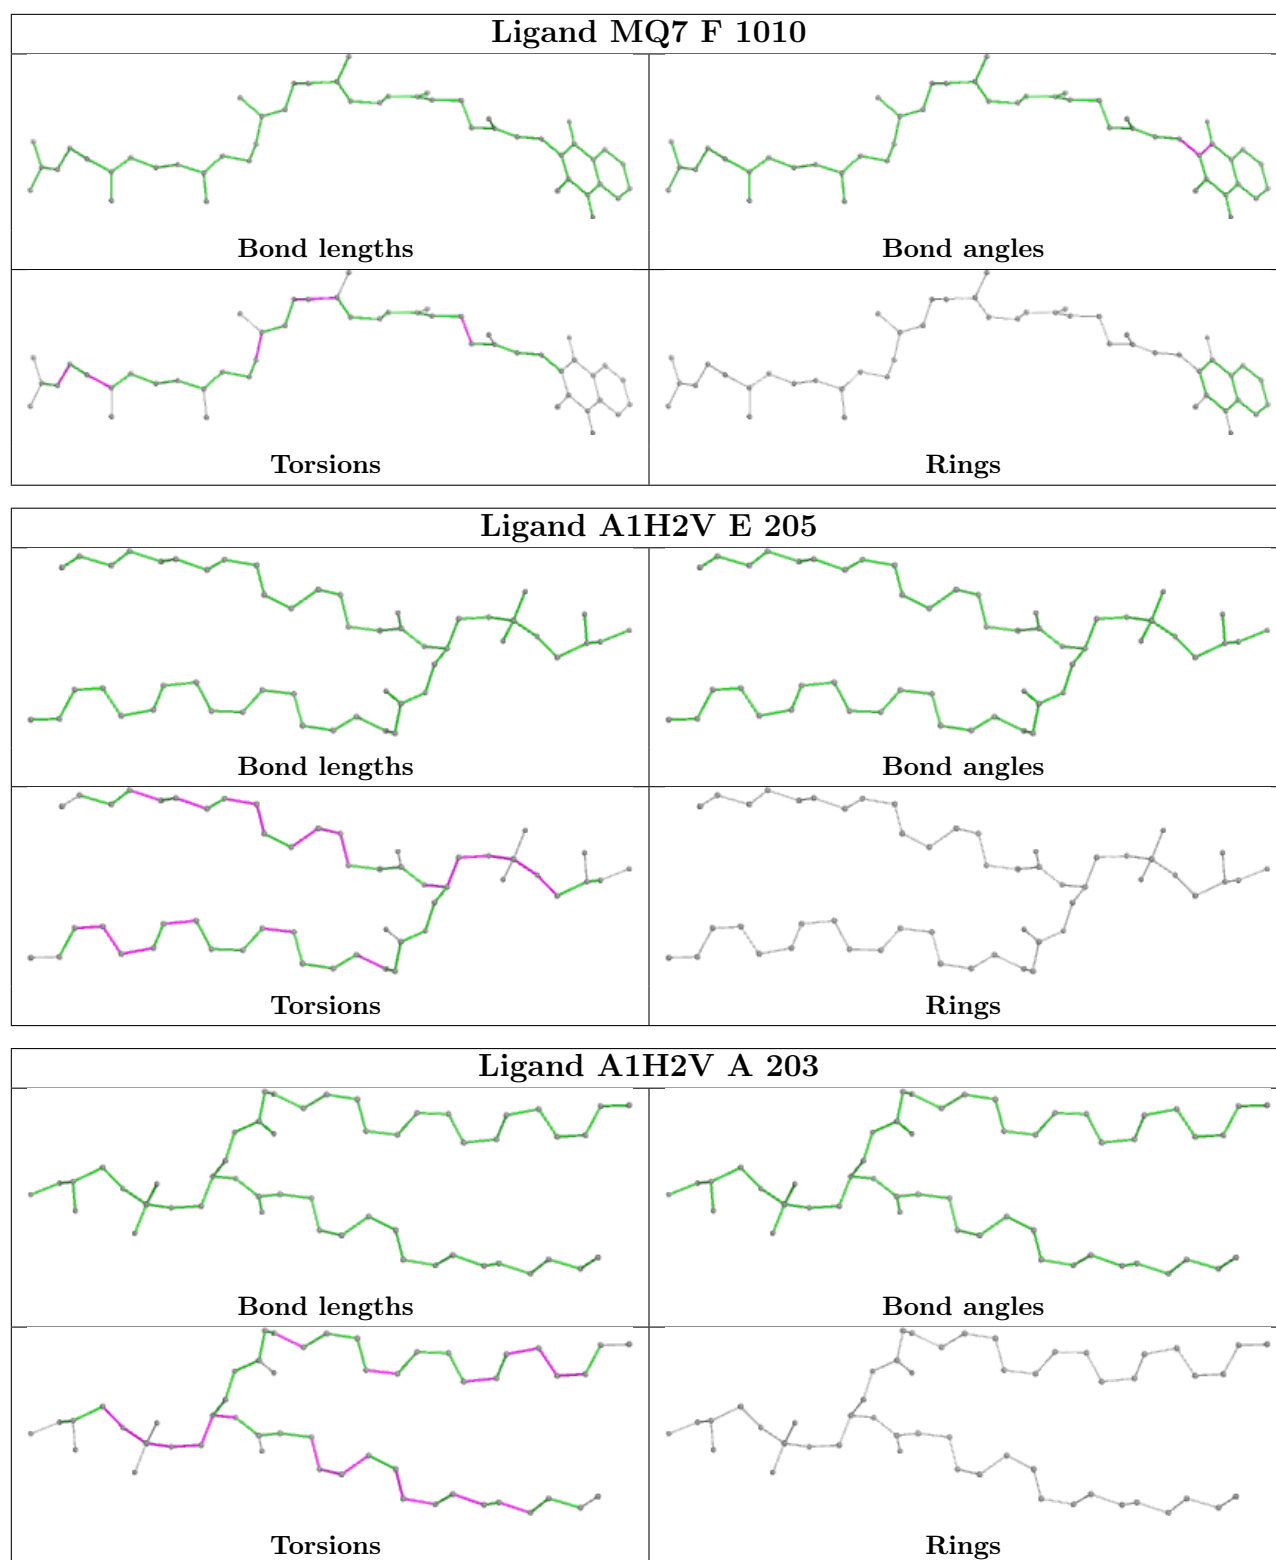 Ligand MQ7 F 1010
Bond lengths
Bond angles
Torsions
Rings
Ligand A1H2V E 205
Bond lengths
Bond angles
Torsions
Rings
Ligand A1H2V A 203
Bond lengths
Bond angles
Torsions
Rings